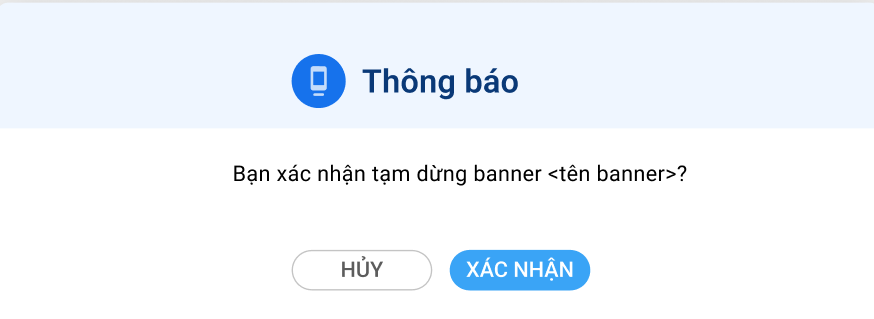 Thông báo
Bạn xác nhận tạm dừng banner <tên banner>?
HỦY
XÁC NHẬN